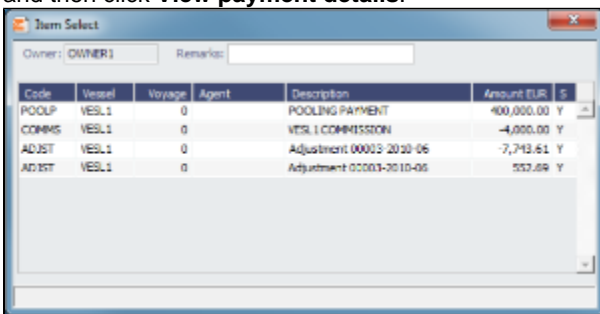 and then click View payment details.
Item Select
Owner: OWNER1 Remarks:
Code Vessel Voyage Agent Description Amount EUR S
POOLP VESL1 0 POOLING PAYMENT 400,000.00 Y
COMMS VESL1 0 VESL1 COMMISSION -4,000.00 Y
ADJST VESL1 0 Adjustment 00003-2010-06 -7,743.61 Y
ADJST VESL1 0 Adjustment 00003-2010-06 552.69 Y